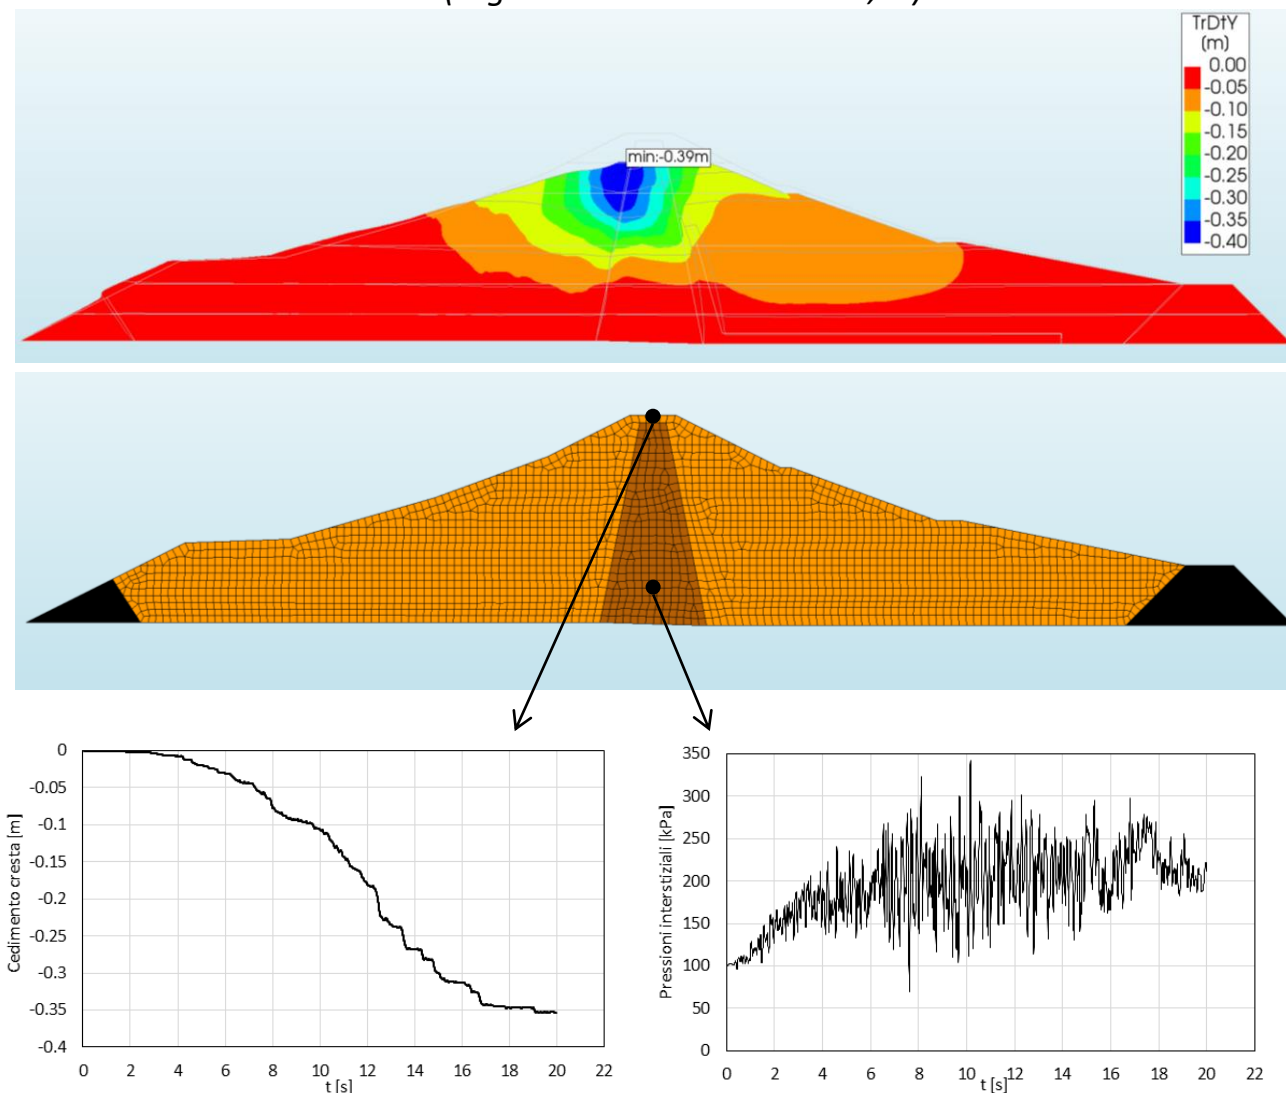 TrDtY
(m)
0.00
-0.05
-0.10
-0.15
-0.20
-0.25
-0.30
-0.35
-0.40
min:-0.39m
Cedimento cresta [m]
0
-0.05
-0.1
-0.15
-0.2
-0.25
-0.3
-0.35
-0.4
0 2 4 6 8 10 12 14 16 18 20 22
t [s]
Pressioni interstiziali [kPa]
350
300
250
200
150
100
50
0
0 2 4 6 8 10 12 14 16 18 20 22
t [s]